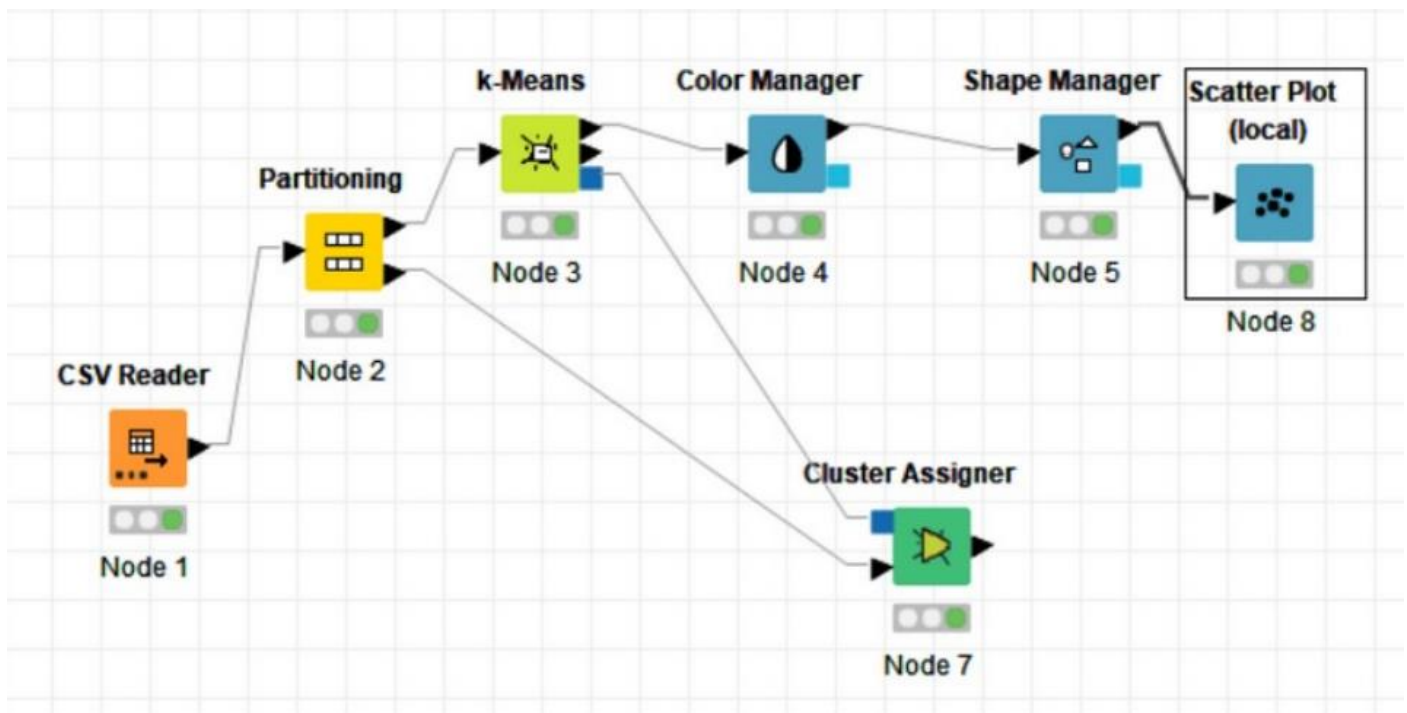 k-Means
Color Manager
Shape Manager
Scatter Plot
(local)
Partitioning
Node 3
Node 4
Node 5
Node 8
CSV Reader
Node 2
Cluster Assigner
Node 1
Node 7